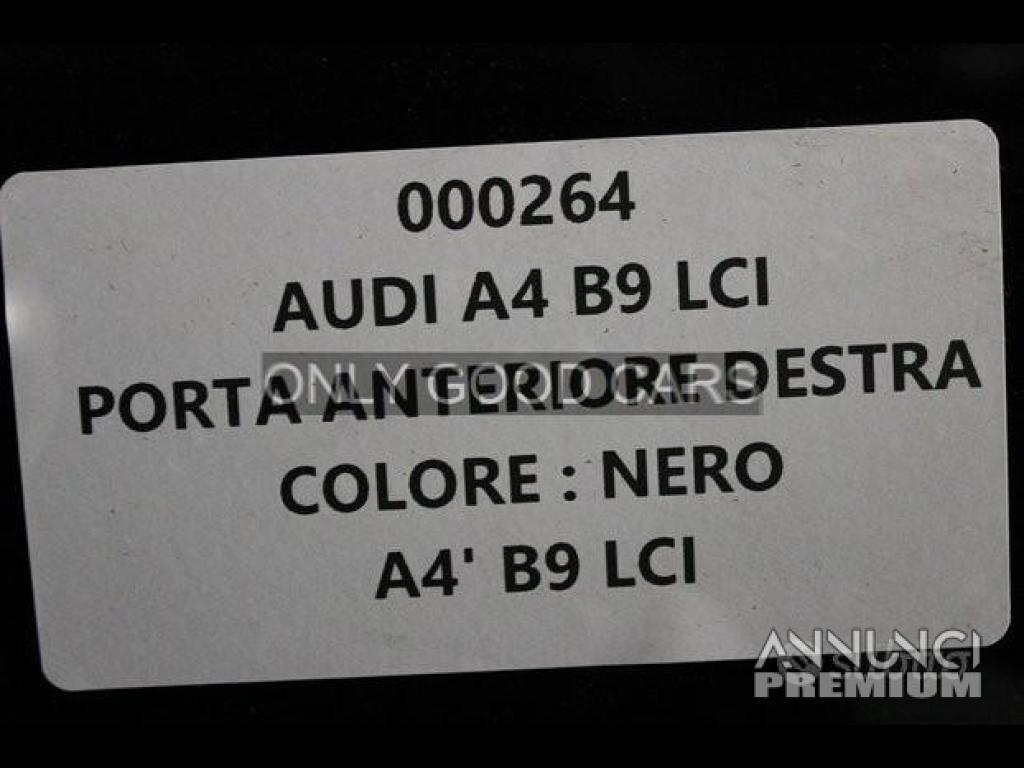 000264
AUDI A4 B9 LCI
PORTA ANTERIORE DESTRA
ONLY GOOD CARS
COLORE : NERO
A4' B9 LCI
ANNUNCI
PREMIUM